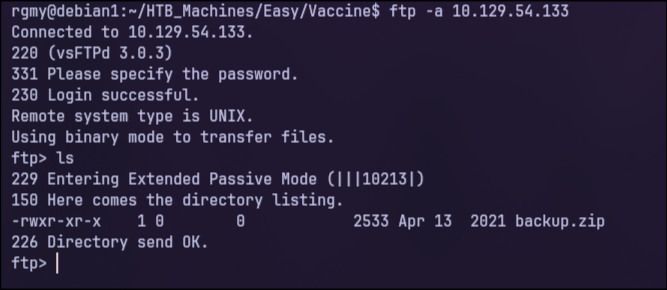 rgmy@debian1:~/HTB_Machines/Easy/Vaccine$ ftp -a 10.129.54.133
Connected to 10.129.54.133.
220 (vsFTPd 3.0.3)
331 Please specify the password.
230 Login successful.
Remote system type is UNIX.
Using binary mode to transfer files.
ftp> ls
229 Entering Extended Passive Mode (|||10213|)
150 Here comes the directory listing.
-rwxr-xr-x    1 0        0            2533 Apr 13  2021 backup.zip
226 Directory send OK.
ftp>